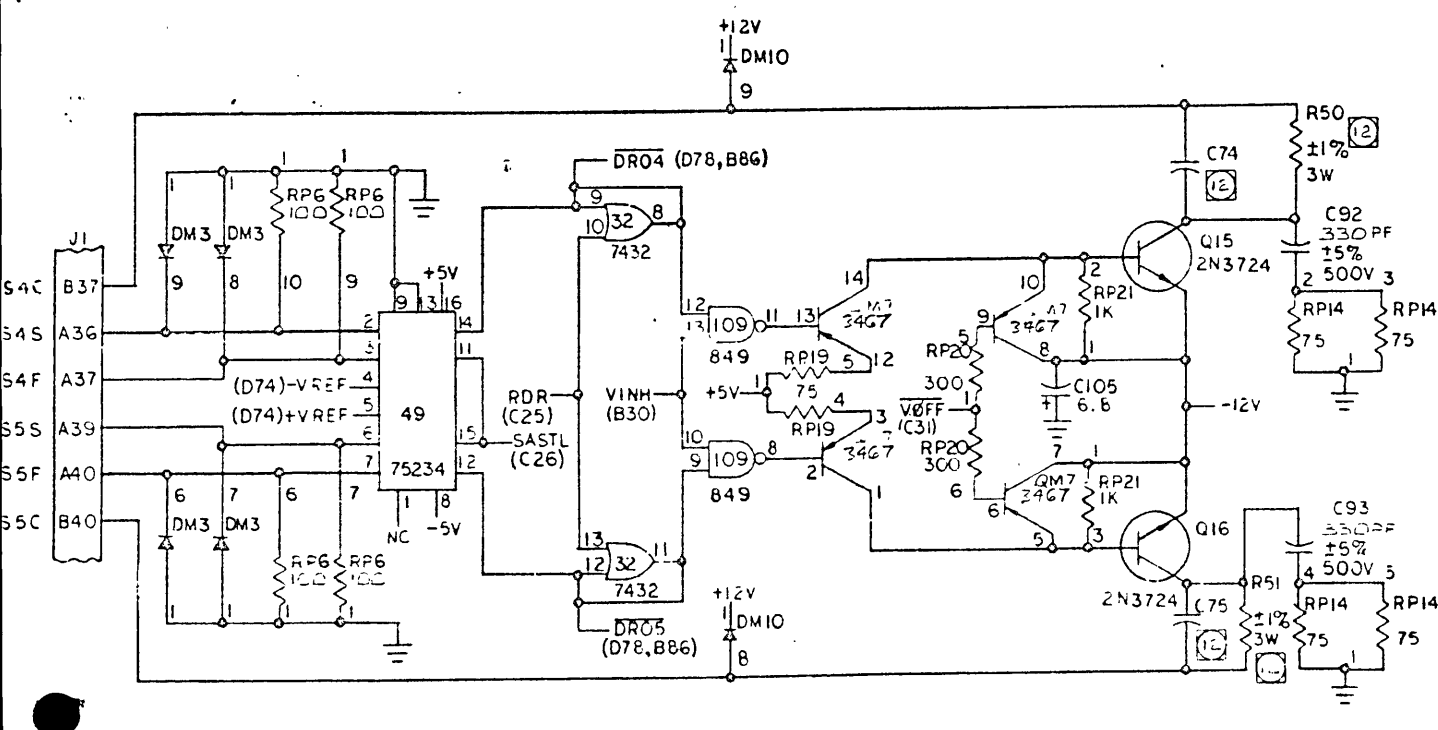 +12V
1 DM10
9
R50 12
±1%
3W
C74
12
DR04 (D78,B86)
1 1
1 1
RP6 RP6
100 100
9
8
10
32
7432
C92
330PF
±5%
500V
Q15
2N3724
J1
DM3 DM3
9 8 10 9
+5V
9 13 16
14
14
10
2
RP21
1K
2 3
RP14
75
RP14
75
1
S4C B37
S4S A36
2
14
12
13
109
11
849
13
3467
9
3467
8
1
3
11
RP19
75
5 12
5
RP20
300
S4F A37
(D74)-VREF 4
(D74)+VREF 5
49
RDR
(C25)
VINH
(B30)
+5V
1
C105
+ 6.8
-12V
S5S A39
6
15
SASTL
(C26)
4
RP19
3
3467
VOFF
(C31)
1
RP20
300
S5F A40
7
75234
12
10
9
109
8
849
2
1
7
1
QM7
3467
6
6
RP21
1K
S5C B40
6 7 6 7
DM3 DM3
1
NC
8
-5V
13
12
32
11
7432
5
3
Q16
2N3724
C93
330PF
±5%
500V
RP6 RP6
100 100
1 1 1 1
DR05
(D78,B86)
+12V
1 DM10
8
C75
12
R51
±1%
3W
4 5
RP14
75
RP14
75
1